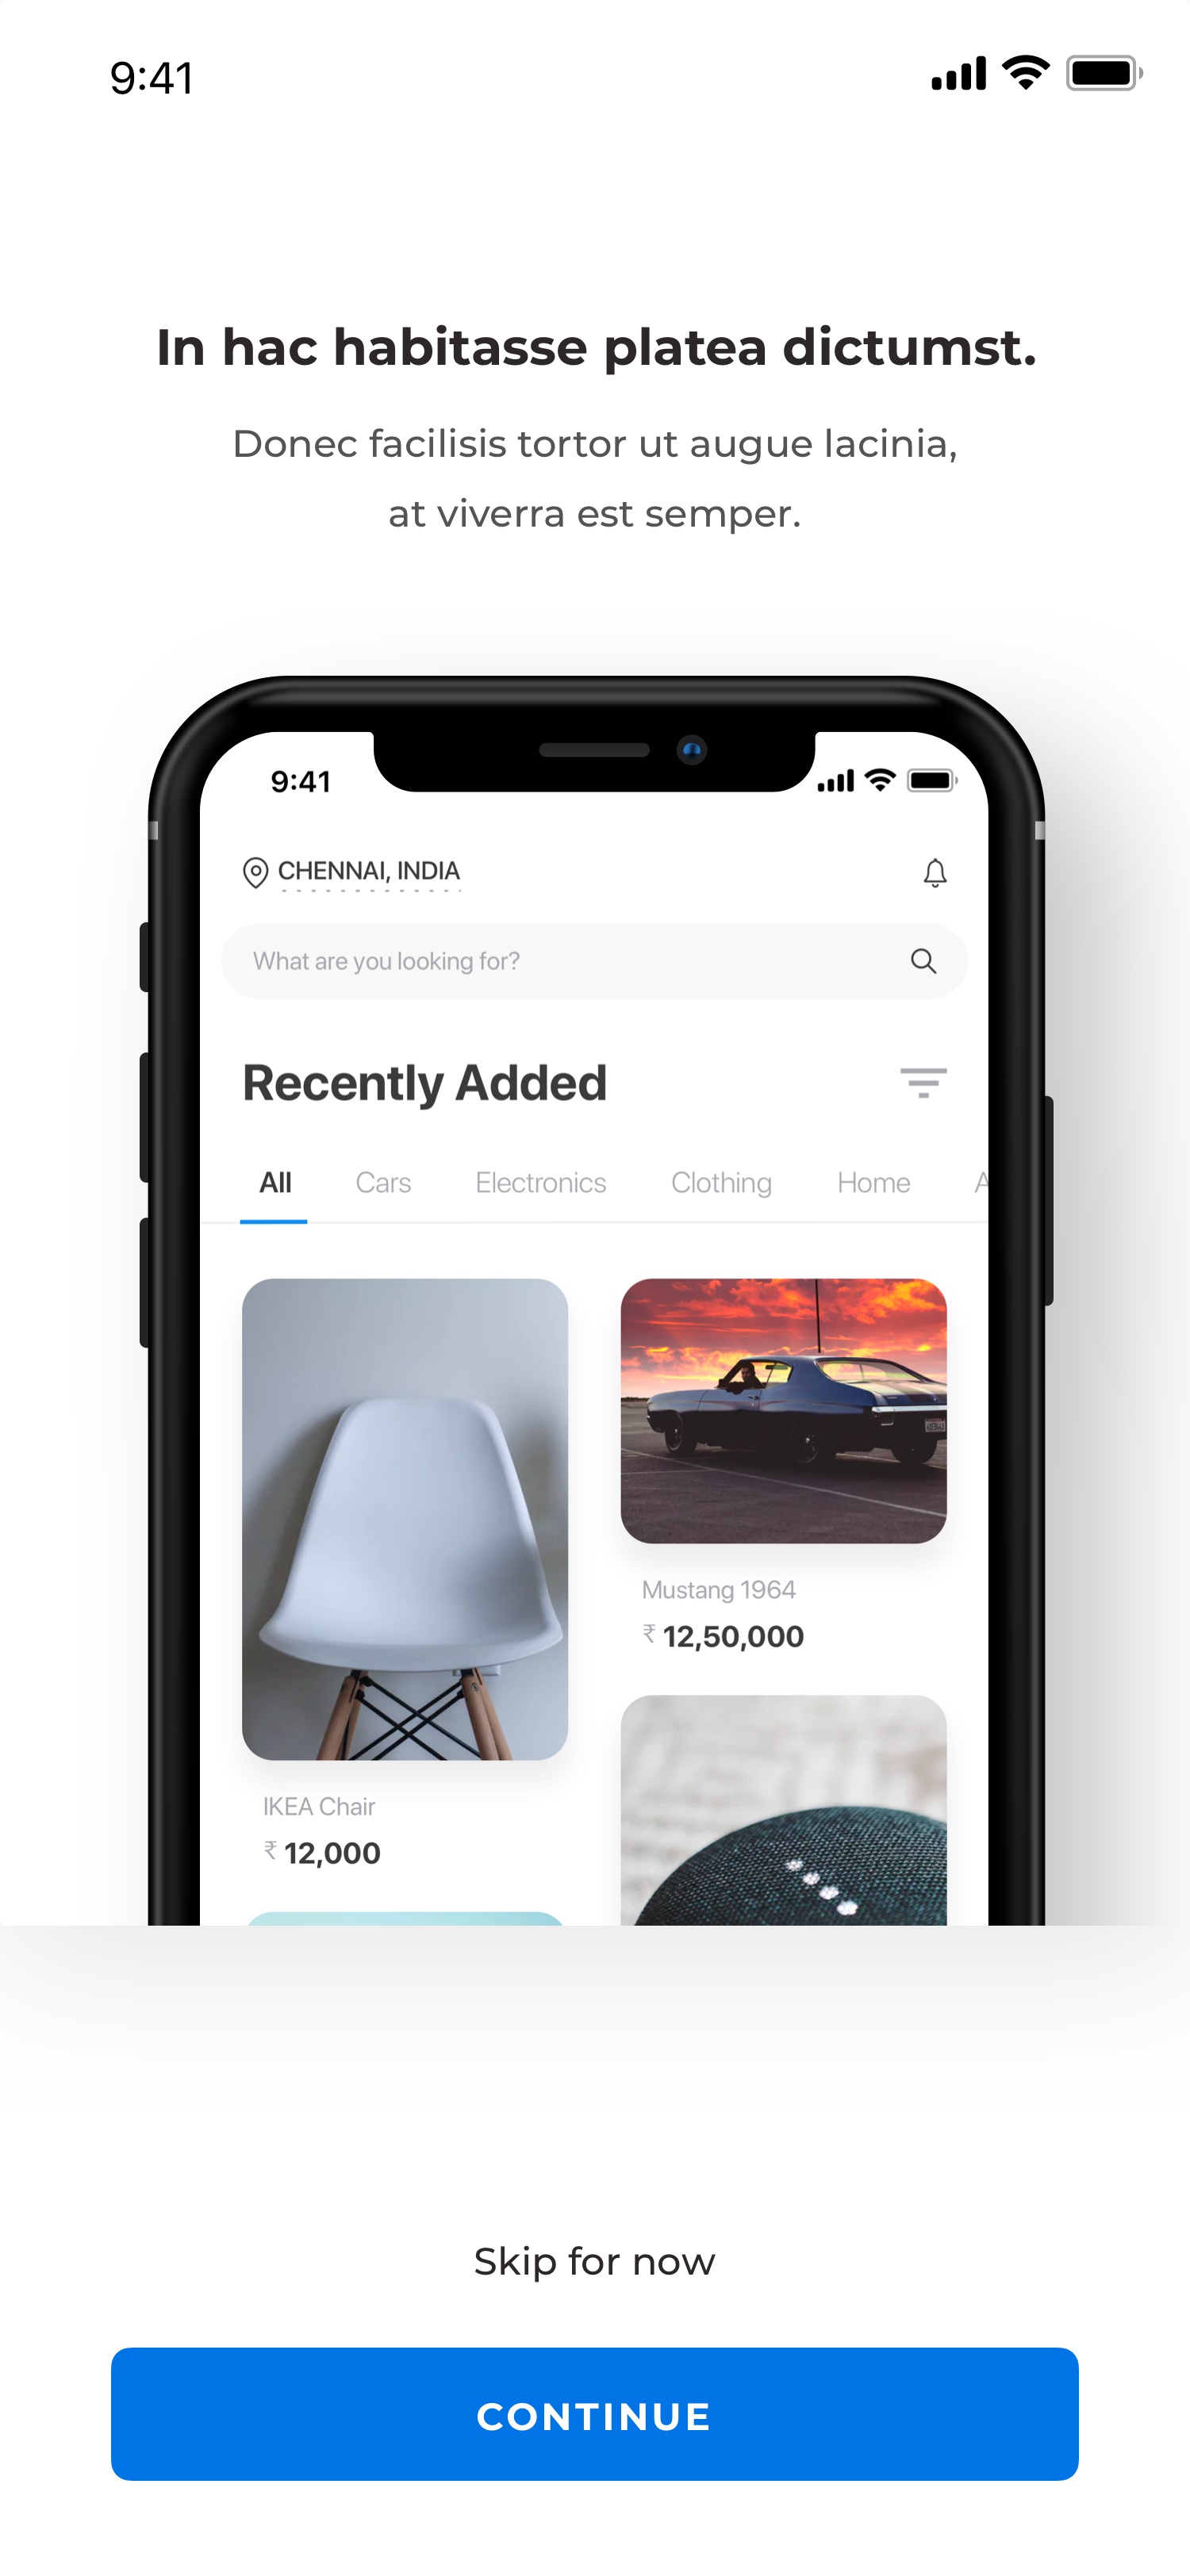 9:41
In hac habitasse platea dictumst.
Donec facilisis tortor ut augue lacinia,
at viverra est semper.
9:41
CHENNAI, INDIA
What are you looking for?
Recently Added
All Cars Electronics Clothing Home A
Mustang 1964
₹ 12,50,000
IKEA Chair
₹ 12,000
Skip for now
CONTINUE